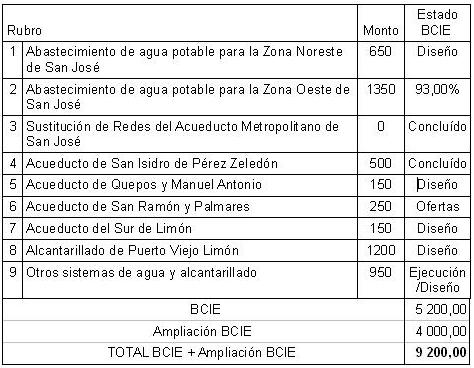 Rubro Monto Estado BCIE
1 Abastecimiento de agua potable para la Zona Noreste de San José 650 Diseño
2 Abastecimiento de agua potable para la Zona Oeste de San José 1350 93,00%
3 Sustitución de Redes del Acueducto Metropolitano de San José 0 Concluído
4 Acueducto de San Isidro de Pérez Zeledón 500 Concluído
5 Acueducto de Quepos y Manuel Antonio 150 Diseño
6 Acueducto de San Ramón y Palmares 250 Ofertas
7 Acueducto del Sur de Limón 150 Diseño
8 Alcantarillado de Puerto Viejo Limón 1200 Diseño
9 Otros sistemas de agua y alcantarillado 950 Ejecución /Diseño
BCIE 5 200,00
Ampliación BCIE 4 000,00
TOTAL BCIE + Ampliación BCIE 9 200,00